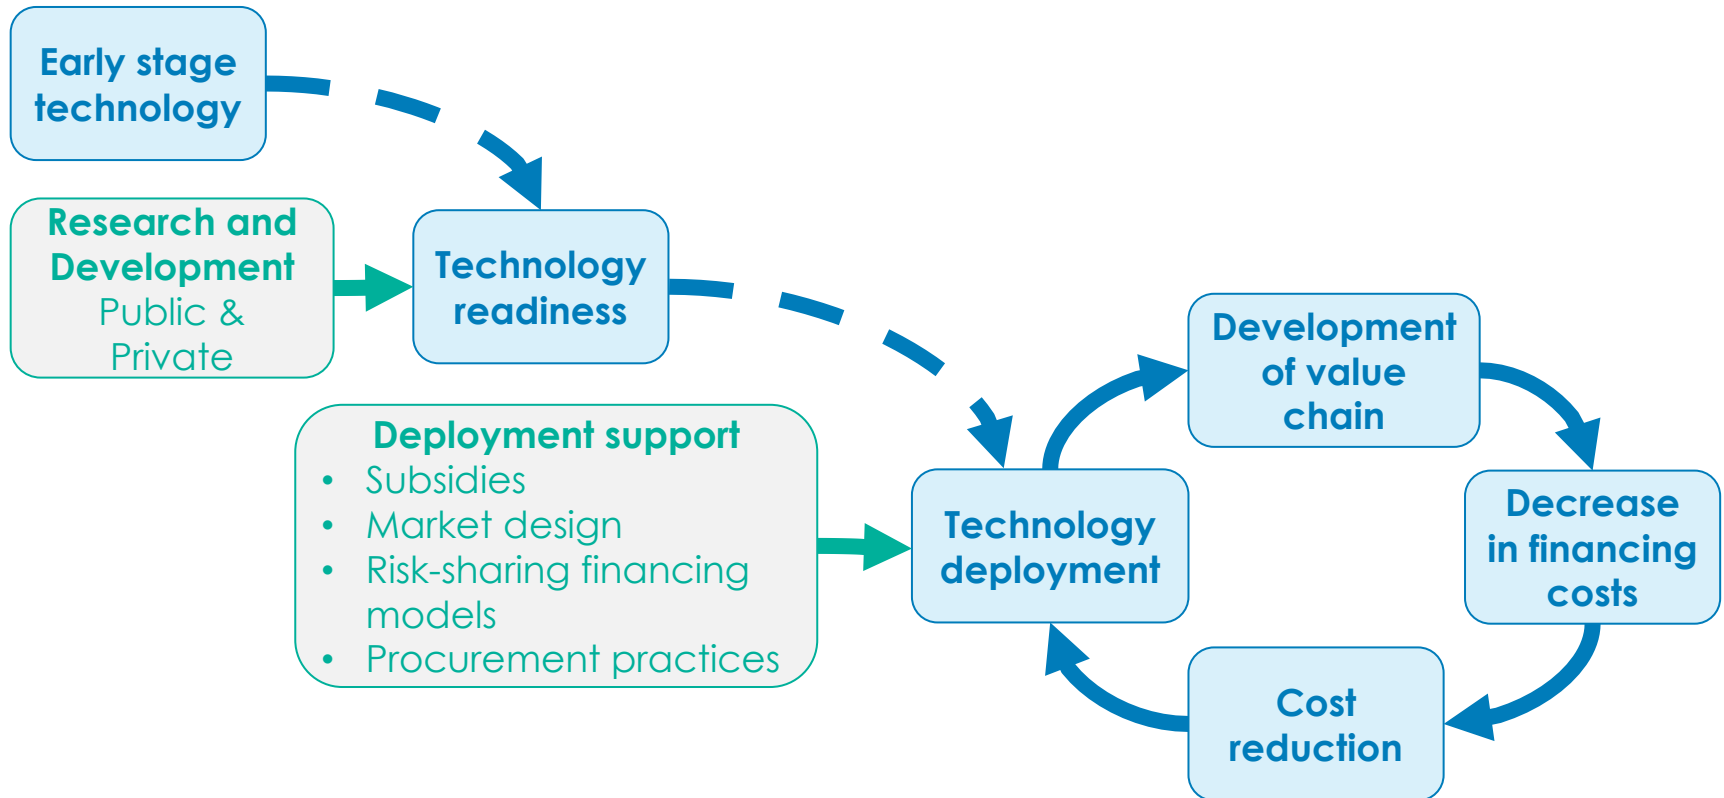 Early stage
technology
Research and
Development
Public &
Private
Technology
readiness
Deployment support
• Subsidies
• Market design
• Risk-sharing financing
models
• Procurement practices
Technology
deployment
Development
of value
chain
Decrease
in financing
costs
Cost
reduction